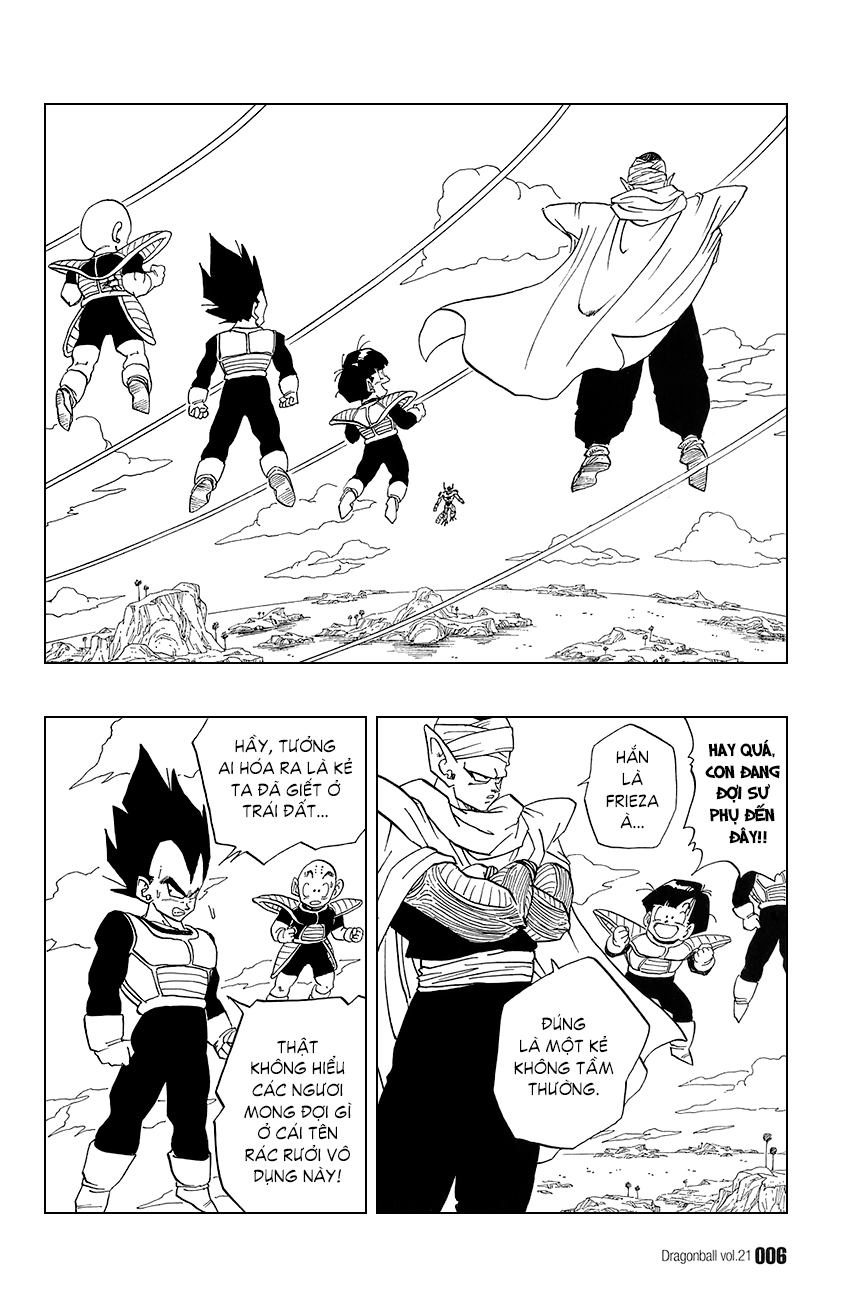 HẦY, TƯỞNG
AI HÓA RA LÀ KẺ
TA ĐÃ GIẾT Ở
TRÁI ĐẤT...
THẬT
KHÔNG HIỂU
CÁC NGƯƠI
MONG ĐỢI GÌ
Ở CÁI TÊN
RÁC RƯỞI VÔ
DỤNG NÀY!
HẮN
LÀ
FRIEZA
À...
HAY QUÁ,
CON ĐANG
ĐỢI SƯ
PHỤ ĐẾN
ĐÂY!!
ĐÚNG
LÀ MỘT KẺ
KHÔNG TẦM
THƯỜNG.
Dragonball vol.21 006